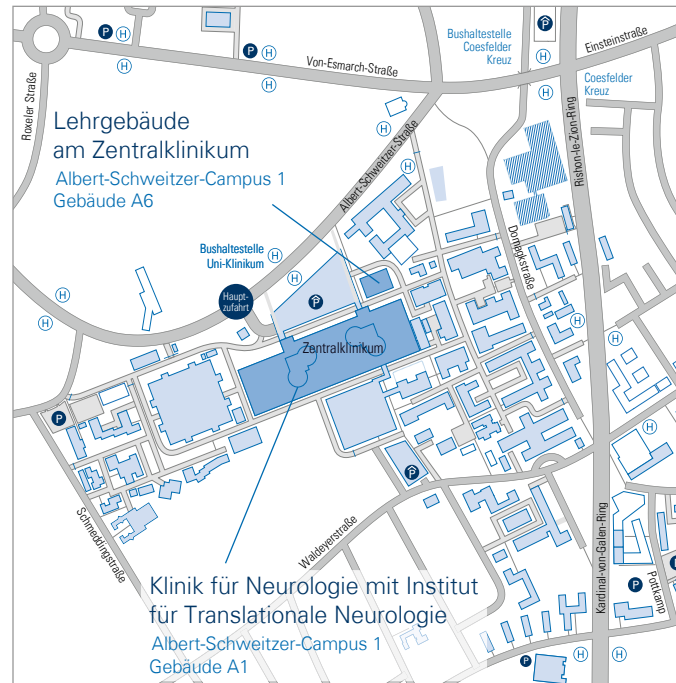 Bushaltestelle
Coesfelder
Kreuz
P
H
H
P
H
H
Von-Esmarch-Straße
Einsteinstraße
P
H
H
Coesfelder
Kreuz
Roxeler Straße
Rishon-le-Zion-Ring
Lehrgebäude
am Zentralklinikum
Albert-Schweitzer-Campus 1
Gebäude A6
H
H
Albert-Schweitzer-Straße
Domagkstraße
Bushaltestelle
Uni-Klinikum
H
H
Haupt-
zufahrt
P
H
H
Zentralklinikum
P
P
H
H
Schmeddingstraße
Waldeyerstraße
Kardinal-von-Galen-Ring
Pottkamp
P
P
Klinik für Neurologie mit Institut
für Translationale Neurologie
Albert-Schweitzer-Campus 1
Gebäude A1
P
H
H